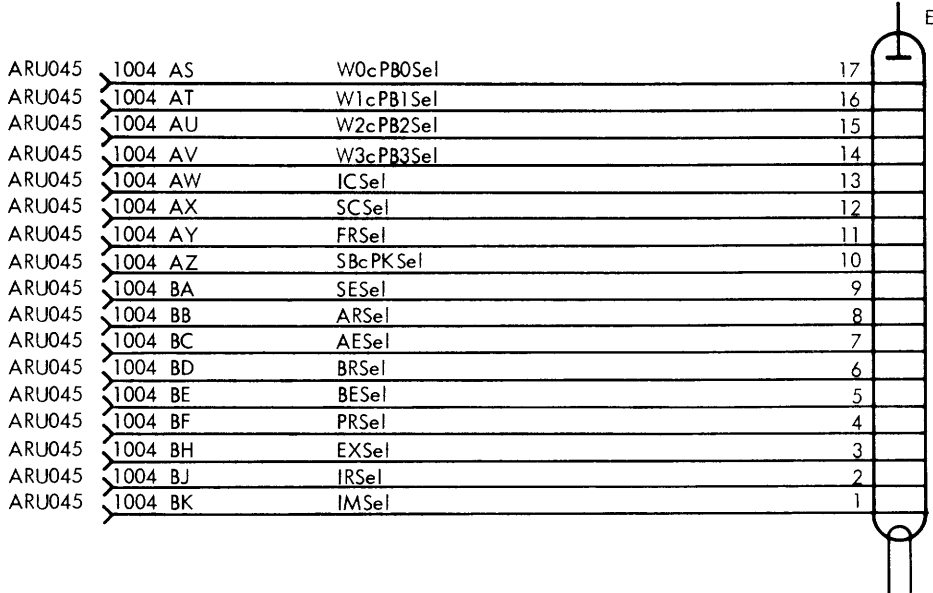 E
ARU045 1004 AS W0cPB0Sel 17
ARU045 1004 AT W1cPB1Sel 16
ARU045 1004 AU W2cPB2Sel 15
ARU045 1004 AV W3cPB3Sel 14
ARU045 1004 AW ICSel 13
ARU045 1004 AX SCSel 12
ARU045 1004 AY FRSel 11
ARU045 1004 AZ SBcPKSel 10
ARU045 1004 BA SESel 9
ARU045 1004 BB ARSel 8
ARU045 1004 BC AESel 7
ARU045 1004 BD BRSel 6
ARU045 1004 BE BESel 5
ARU045 1004 BF PRSel 4
ARU045 1004 BH EXSel 3
ARU045 1004 BJ IRSel 2
ARU045 1004 BK IMSel 1